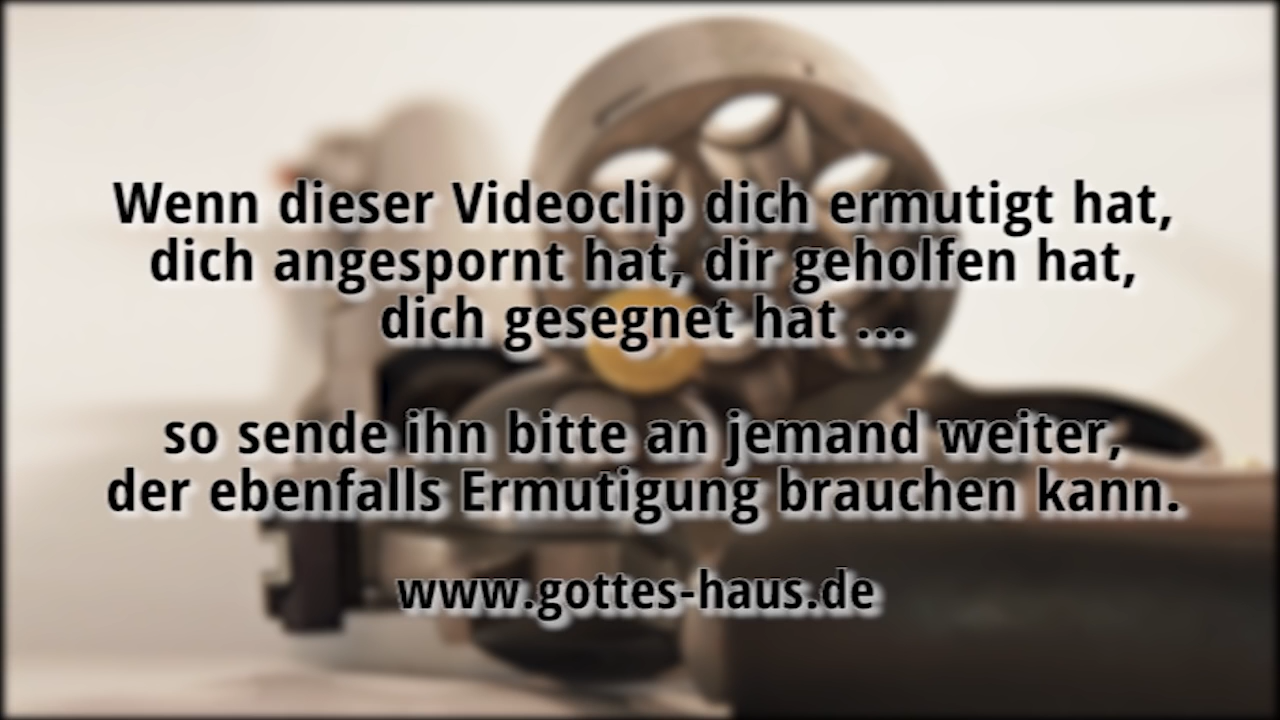 Wenn dieser Videoclip dich ermutigt hat,
dich angespornt hat, dir geholfen hat,
dich gesegnet hat ...
so sende ihn bitte an jemand weiter,
der ebenfalls Ermutigung brauchen kann.
www.gottes-haus.de